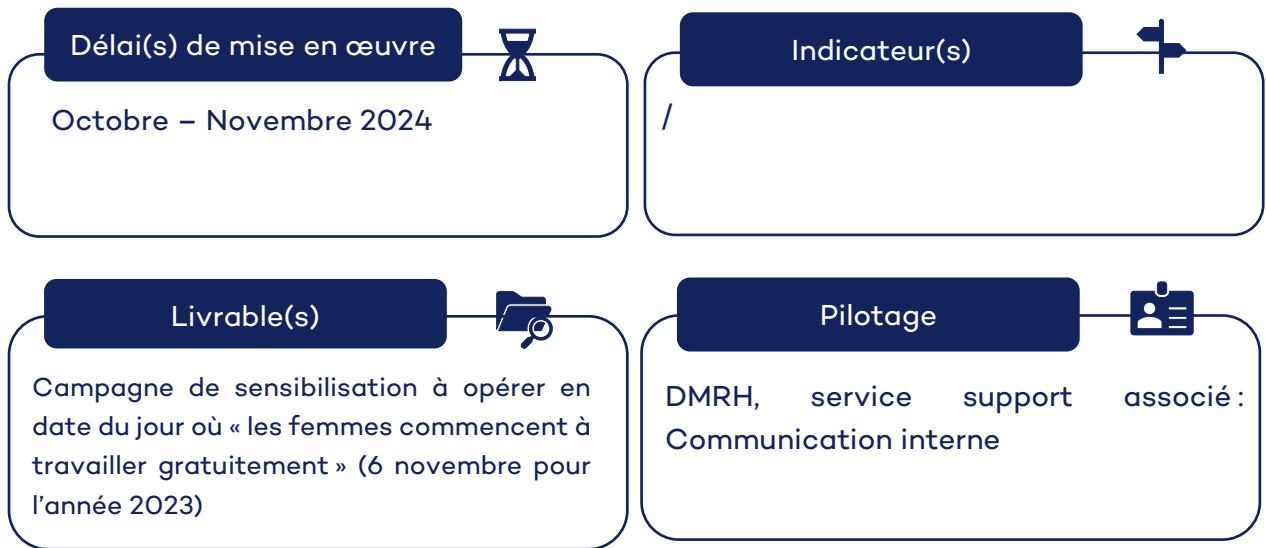 Délai(s) de mise en œuvre
Octobre – Novembre 2024
Indicateur(s)
/
Livrable(s)
Campagne de sensibilisation à opérer en
date du jour où « les femmes commencent à
travailler gratuitement » (6 novembre pour
l’année 2023)
Pilotage
DMRH, service support associé :
Communication interne